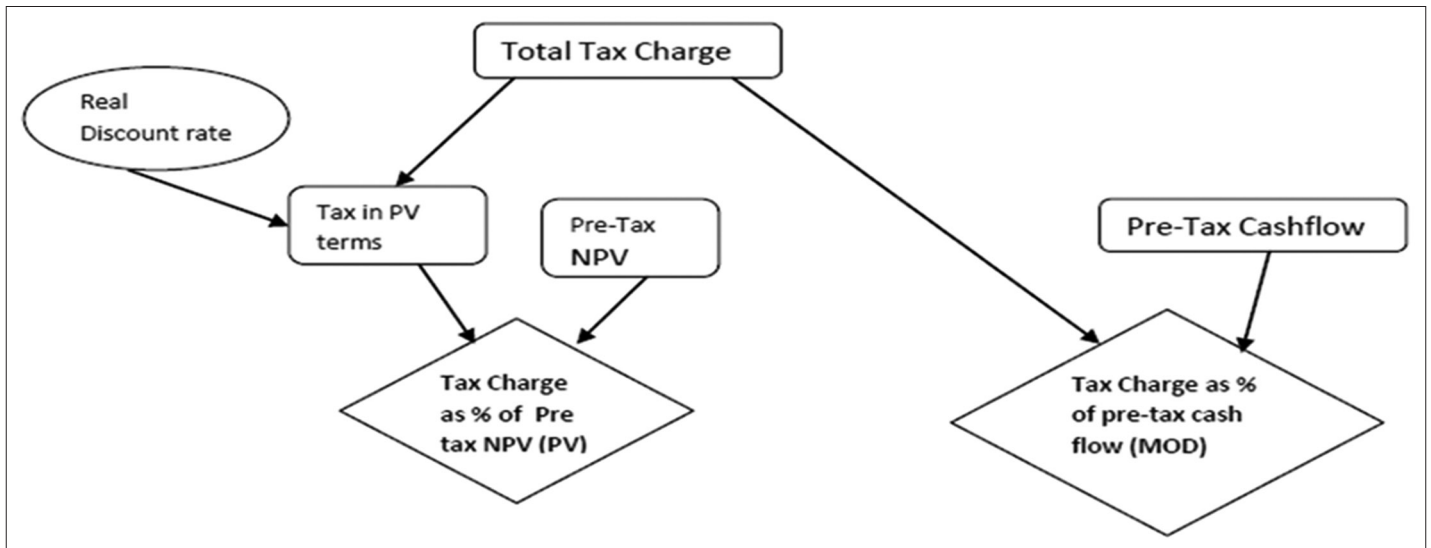 Total Tax Charge
Real
Discount rate
Tax in PV
terms
Pre-Tax
NPV
Pre-Tax Cashflow
Tax Charge
as % of Pre
tax NPV (PV)
Tax Charge as %
of pre-tax cash
flow (MOD)